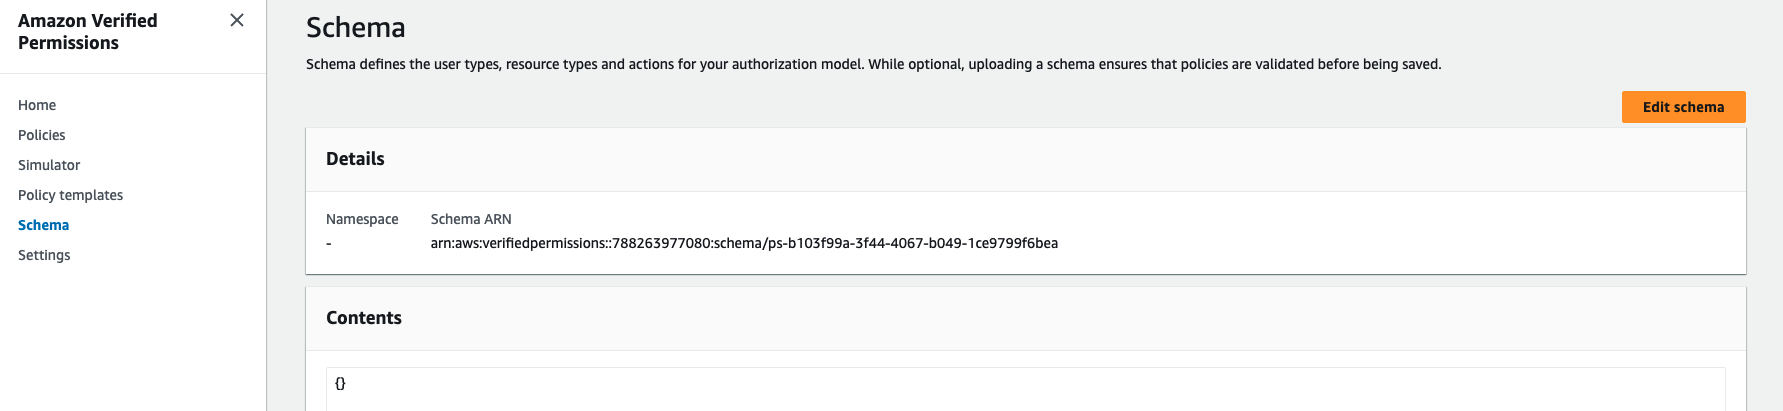 Amazon Verified
Permissions
Home
Policies
Simulator
Policy templates
Schema
Settings
Schema
Schema defines the user types, resource types and actions for your authorization model. While optional, uploading a schema ensures that policies are validated before being saved.
Edit schema
Details
Namespace
-
Schema ARN
arn:aws:verifiedpermissions::788263977080:schema/ps-b103f99a-3f44-4067-b049-1ce9799f6bea
Contents
{}